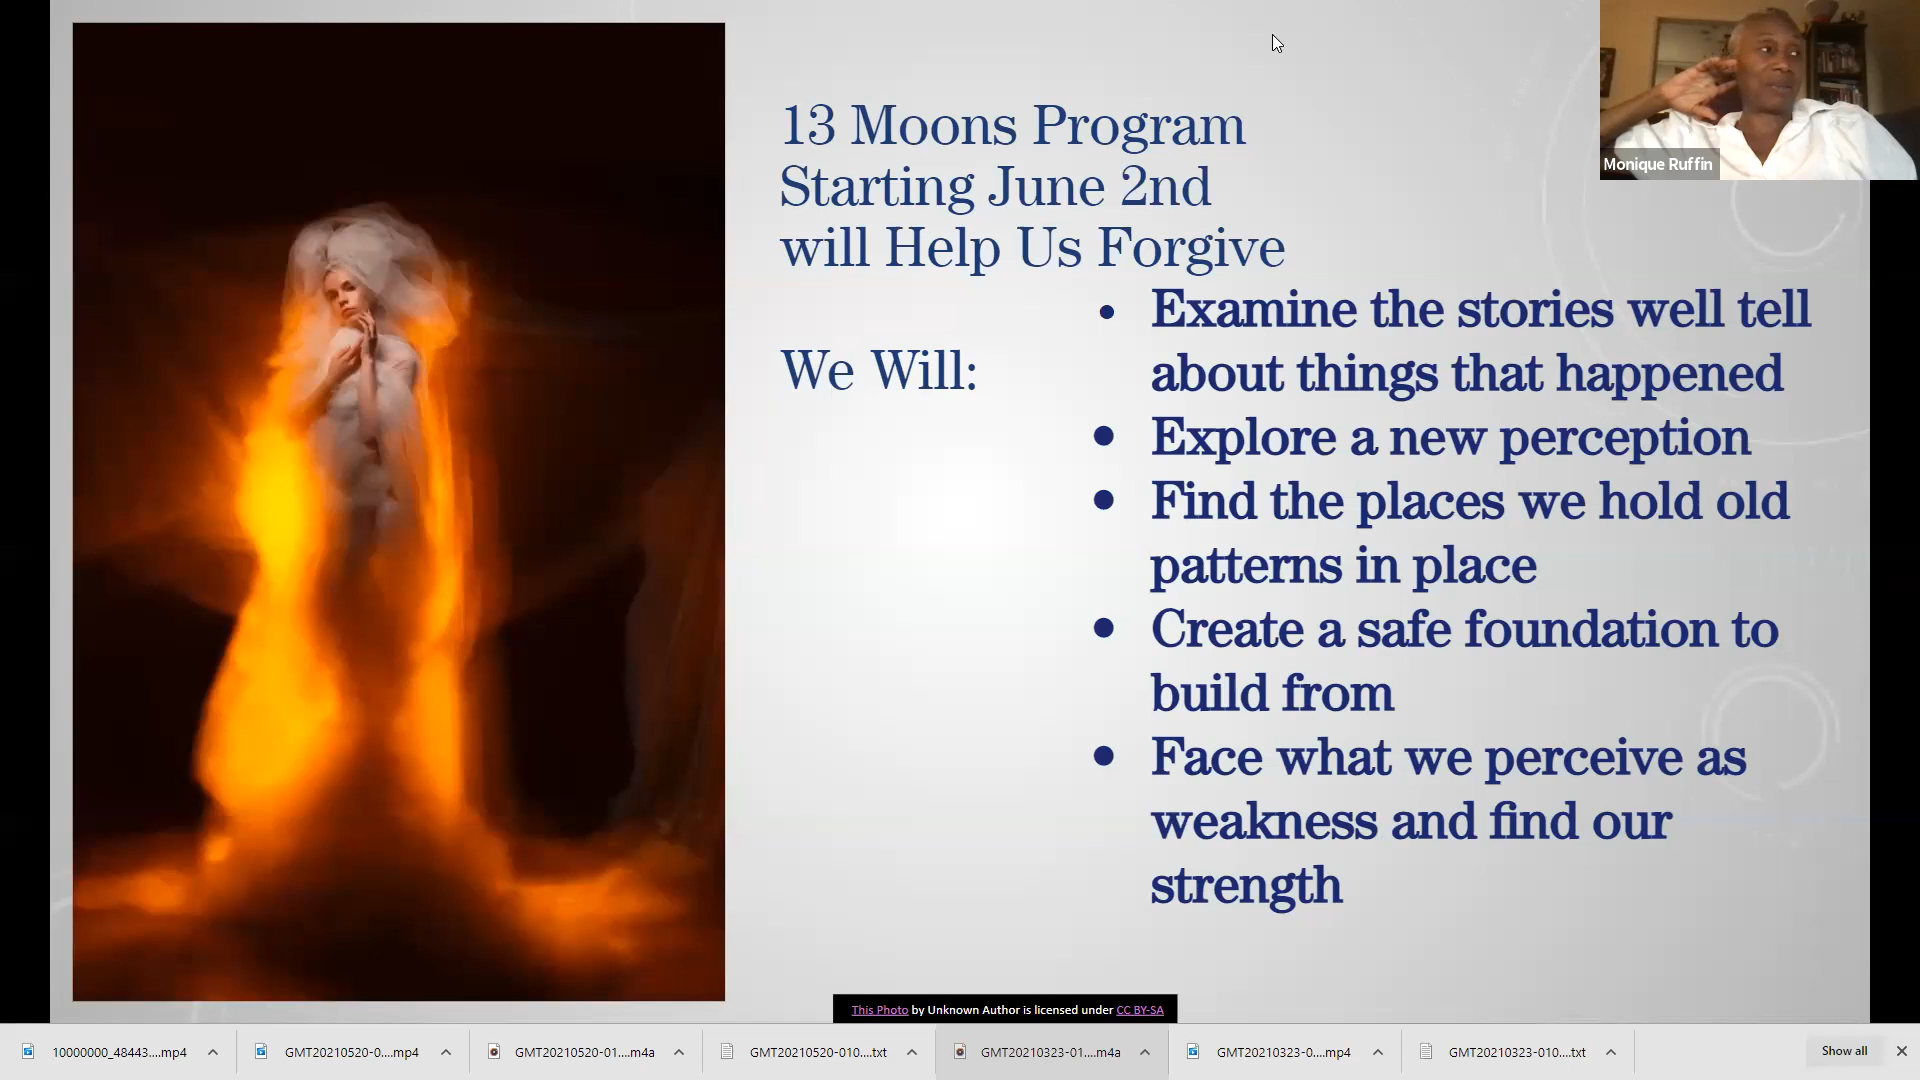 Monique Ruffin
13 Moons Program
Starting June 2nd
will Help Us Forgive
We Will:
• Examine the stories well tell
about things that happened
• Explore a new perception
• Find the places we hold old
patterns in place
• Create a safe foundation to
build from
• Face what we perceive as
weakness and find our
strength
This Photo by Unknown Author is licensed under CC BY-SA
10000000_48443....mp4
GMT20210520-0....mp4
GMT20210520-01....m4a
GMT20210520-010....txt
GMT20210323-01....m4a
GMT20210323-0....mp4
GMT20210323-010....txt
Show all